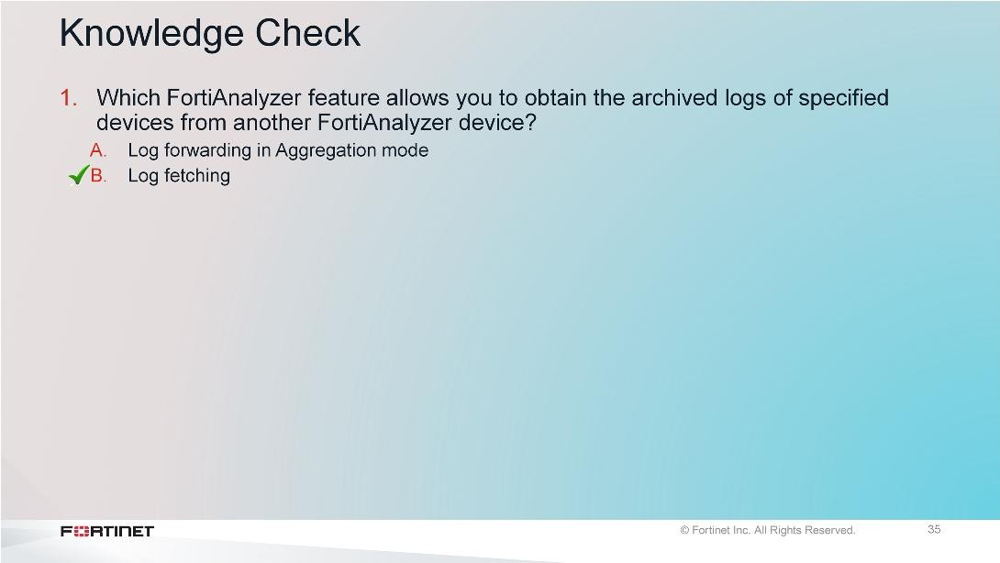 Knowledge Check
1. Which FortiAnalyzer feature allows you to obtain the archived logs of specified
devices from another FortiAnalyzer device?
A. Log forwarding in Aggregation mode
B. Log fetching
FORTINET
© Fortinet Inc. All Rights Reserved.
35